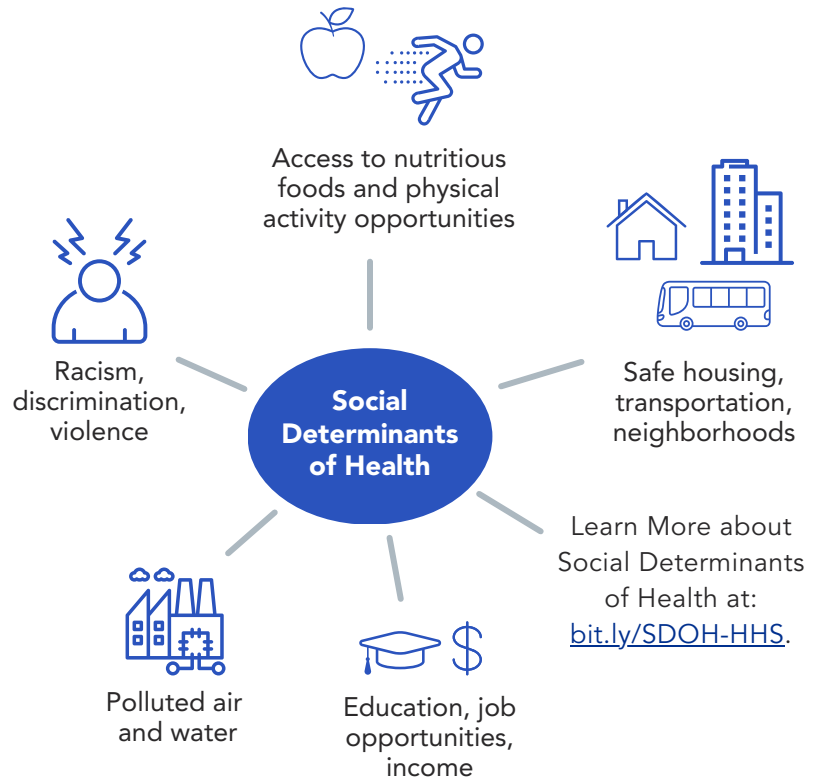 Access to nutritious
foods and physical
activity opportunities
Racism,
discrimination,
violence
Social
Determinants
of Health
Safe housing,
transportation,
neighborhoods
Learn More about
Social Determinants
of Health at:
bit.ly/SDOH-HHS.
Polluted air
and water
Education, job
opportunities,
income
$